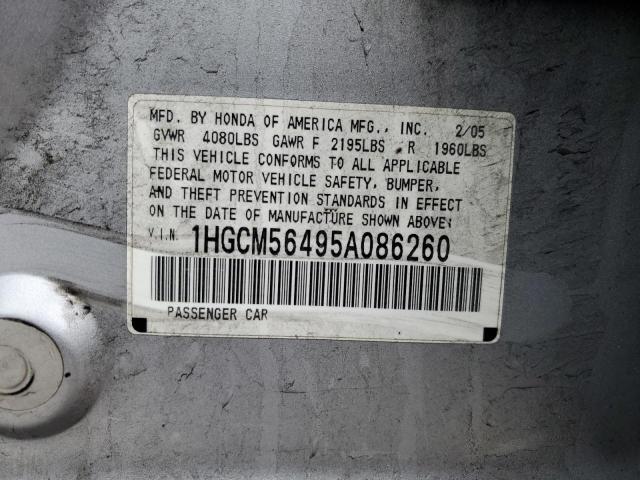 MFD. BY HONDA OF AMERICA MFG., INC. 2/05
GVWR 4080LBS GAWR F 2195LBS R 1960LBS
THIS VEHICLE CONFORMS TO ALL APPLICABLE
FEDERAL MOTOR VEHICLE SAFETY, BUMPER,
AND THEFT PREVENTION STANDARDS IN EFFECT
ON THE DATE OF MANUFACTURE SHOWN ABOVE:
V.I.N. 1HGCM56495A086260
PASSENGER CAR